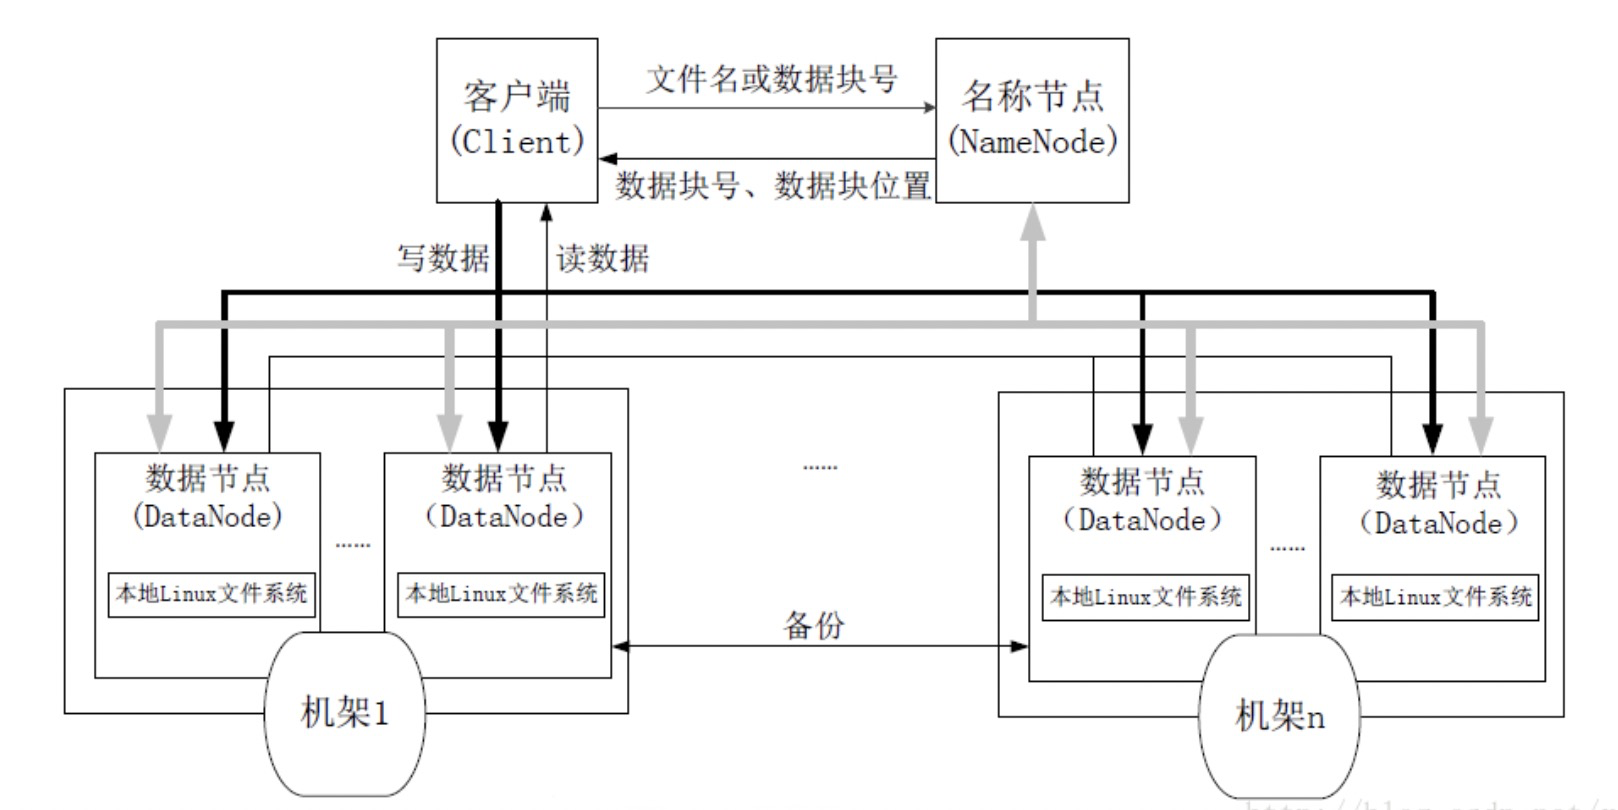 客户端
(Client)
文件名或数据块号
名称节点
(NameNode)
数据块号、数据块位置
写数据
读数据
数据节点
(DataNode)
......
数据节点
（DataNode）
......
数据节点
（DataNode）
......
数据节点
（DataNode）
本地Linux文件系统
本地Linux文件系统
本地Linux文件系统
本地Linux文件系统
备份
机架1
机架n